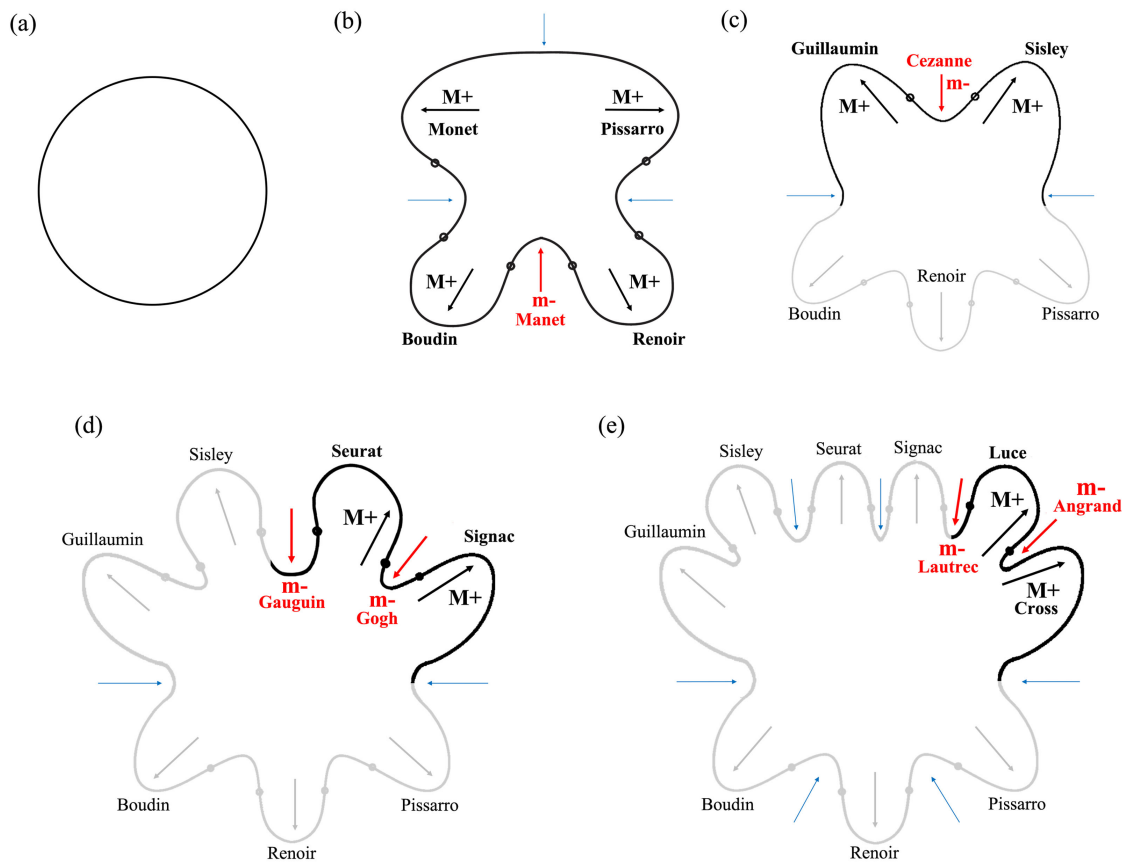 (a)
(b)
M+
Monet
M+
Pissarro
M+
M+
m-
Manet
Boudin
Renoir
(c)
Guillaumin
Cezanne
Sisley
m-
M+
M+
Renoir
Boudin
Pissarro
(d)
Sisley
Seurat
Guillaumin
M+
Signac
m-
Gauguin
m-
Gogh
M+
Boudin
Pissarro
Renoir
(e)
Sisley
Seurat
Signac
Luce
Guillaumin
M+
m-
Angrand
m-
Lautrec
M+
Cross
Boudin
Pissarro
Renoir